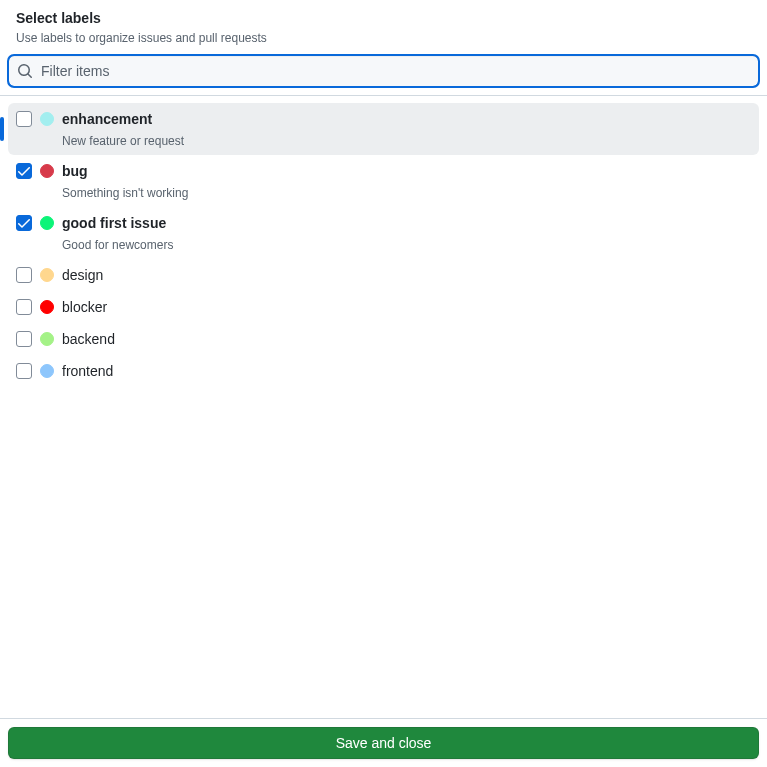 Select labels
Use labels to organize issues and pull requests
Filter items
enhancement
New feature or request
bug
Something isn't working
good first issue
Good for newcomers
design
blocker
backend
frontend
Save and close